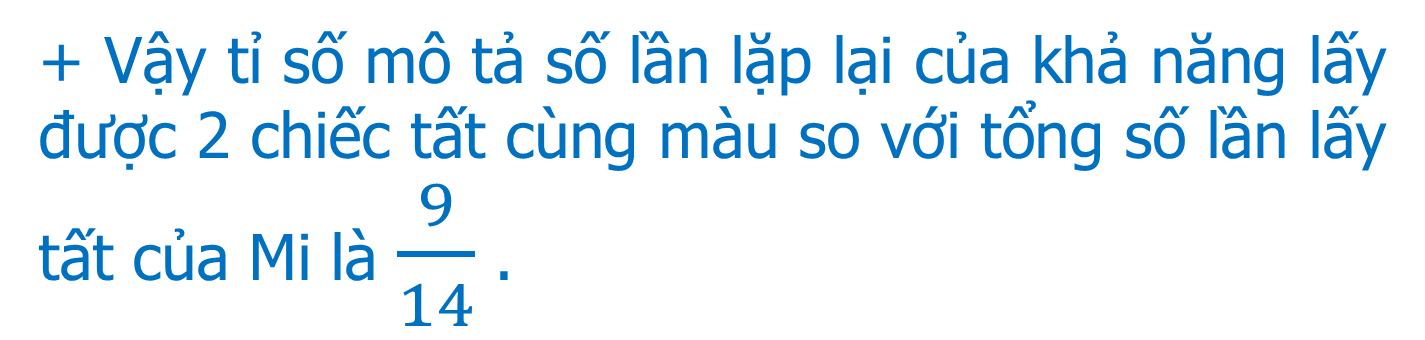 + Vậy tỉ số mô tả số lần lặp lại của khả năng lấy
được 2 chiếc tất cùng màu so với tổng số lần lấy
tất của Mi là 9/14 .